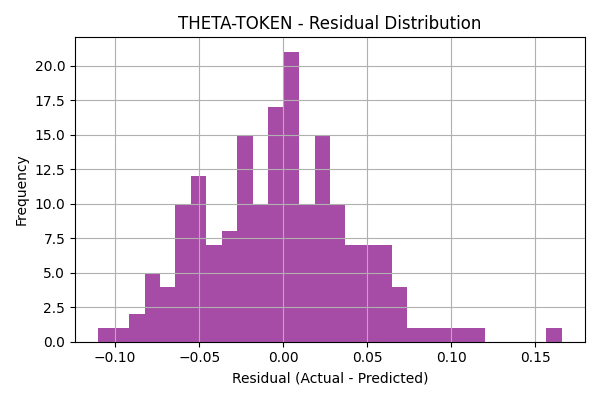 THETA-TOKEN - Residual Distribution
20.0
17.5
15.0
12.5
10.0
7.5
5.0
2.5
0.0
Frequency
−0.10 −0.05 0.00 0.05 0.10 0.15
Residual (Actual - Predicted)